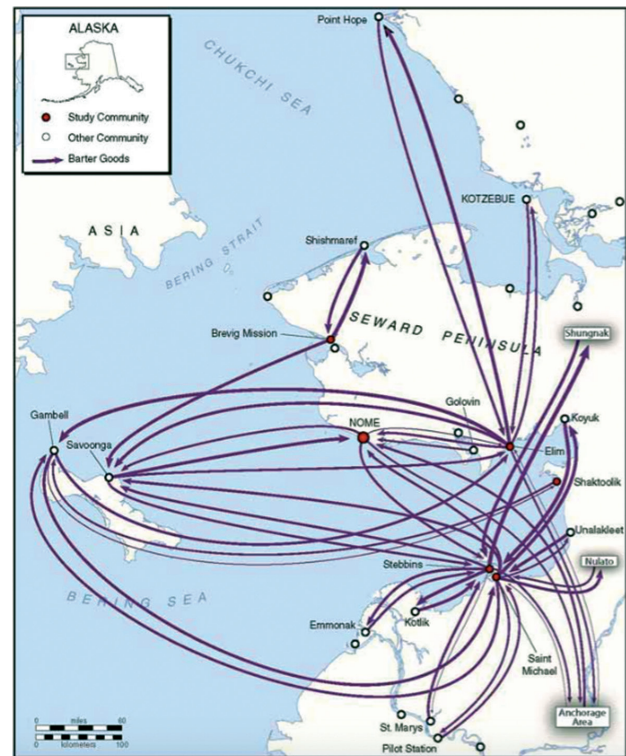 Point Hope
ALASKA
CHUKCHI SEA
Study Community
Other Community
Barter Goods
KOTZEBUE
ASIA
BERING STRAIT
Shishmaref
SEWARD PENINSULA
Brevig Mission
Shungnak
Golovin
Gambell
NOME
Koyuk
Savoonga
Elim
Shaktoolik
Unalakleet
Stebbins
Nulato
BERING SEA
Emmonak
Kotlik
Saint
Michael
0 miles 60
0 kilometers 100
St. Marys
Anchorage
Area
Pilot Station